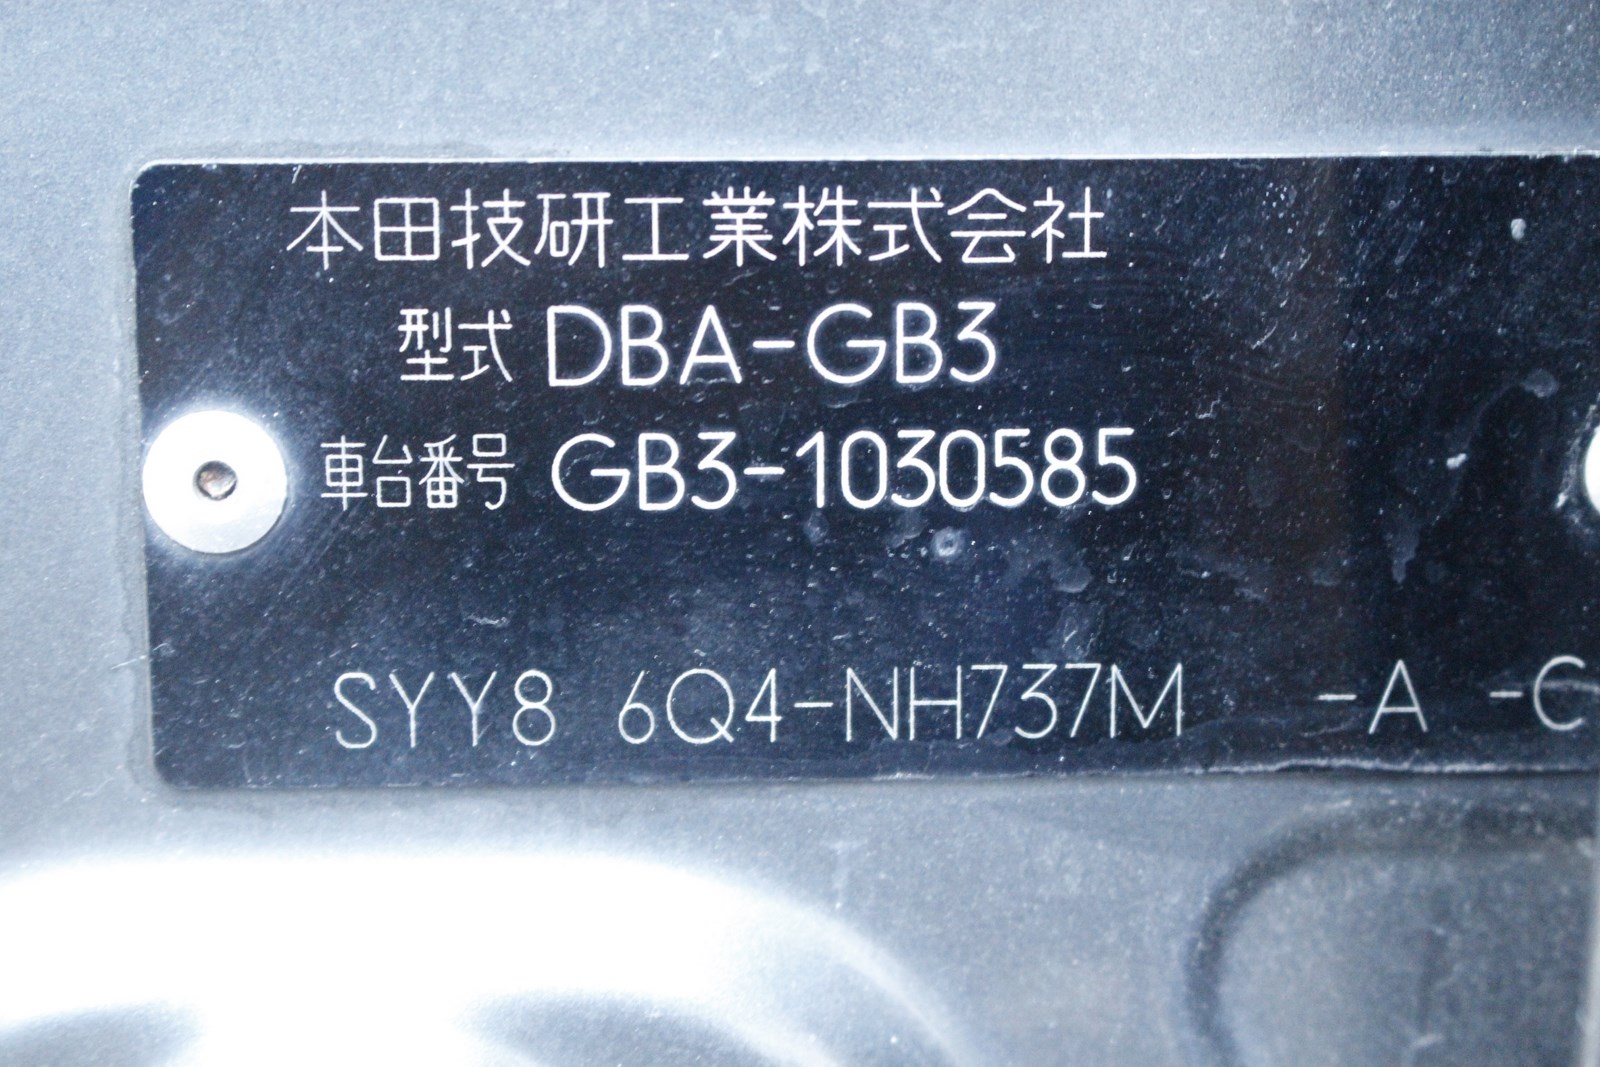 本田技研工業株式会社
型式 DBA-GB3
車台番号 GB3-1030585
SYY8 6Q4-NH737M -A -C